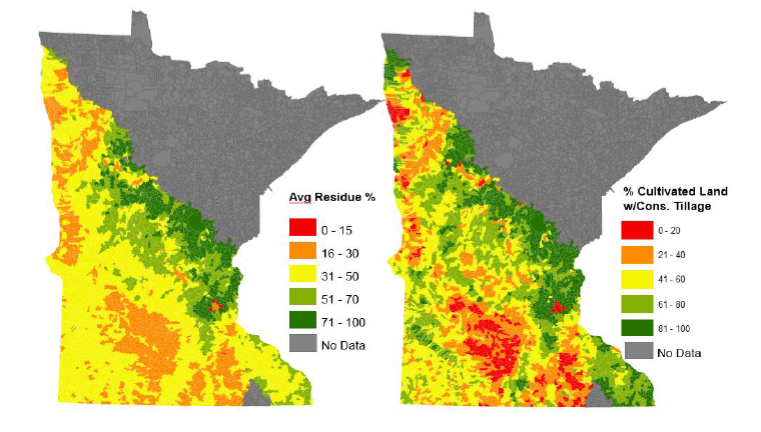 Avg Residue %
0 - 15
16 - 30
31 - 50
51 - 70
71 - 100
No Data
% Cultivated Land
w/Cons. Tillage
0 - 20
21 - 40
41 - 60
61 - 80
81 - 100
No Data